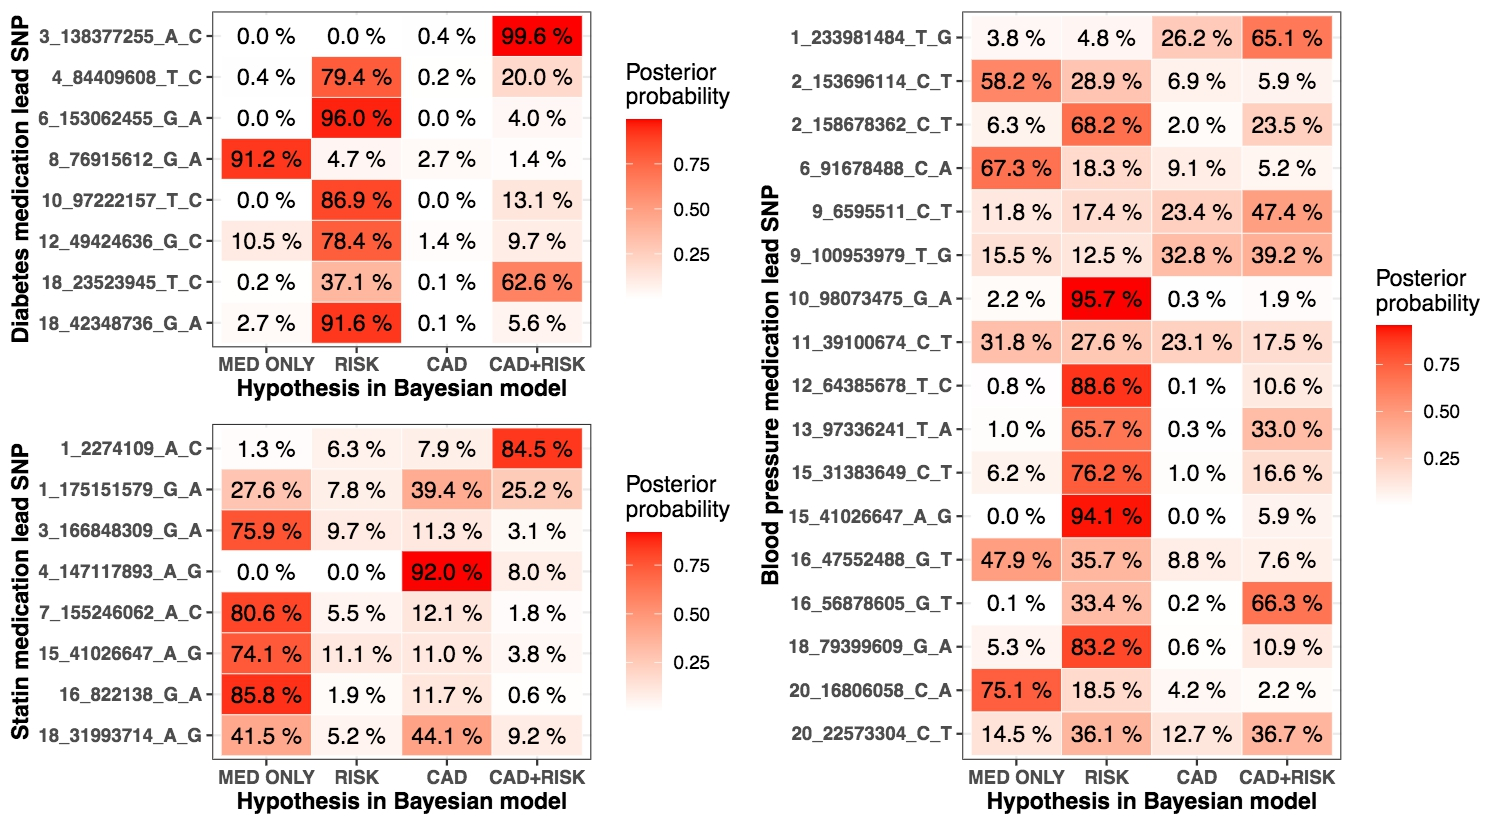 Diabetes medication lead SNP
3_138377255_A_C 0.0 % 0.0 % 0.4 % 99.6 %
4_84409608_T_C 0.4 % 79.4 % 0.2 % 20.0 %
6_153062455_G_A 0.0 % 96.0 % 0.0 % 4.0 %
8_76915612_G_A 91.2 % 4.7 % 2.7 % 1.4 %
10_97222157_T_C 0.0 % 86.9 % 0.0 % 13.1 %
12_49424636_G_C 10.5 % 78.4 % 1.4 % 9.7 %
18_23523945_T_C 0.2 % 37.1 % 0.1 % 62.6 %
18_42348736_G_A 2.7 % 91.6 % 0.1 % 5.6 %
MED ONLY RISK CAD CAD+RISK
Hypothesis in Bayesian model
Posterior
probability
0.75
0.50
0.25
Statin medication lead SNP
1_2274109_A_C 1.3 % 6.3 % 7.9 % 84.5 %
1_175151579_G_A 27.6 % 7.8 % 39.4 % 25.2 %
3_166848309_G_A 75.9 % 9.7 % 11.3 % 3.1 %
4_147117893_A_G 0.0 % 0.0 % 92.0 % 8.0 %
7_155246062_A_C 80.6 % 5.5 % 12.1 % 1.8 %
15_41026647_A_G 74.1 % 11.1 % 11.0 % 3.8 %
16_822138_G_A 85.8 % 1.9 % 11.7 % 0.6 %
18_31993714_A_G 41.5 % 5.2 % 44.1 % 9.2 %
MED ONLY RISK CAD CAD+RISK
Hypothesis in Bayesian model
Posterior
probability
0.75
0.50
0.25
Blood pressure medication lead SNP
1_233981484_T_G 3.8 % 4.8 % 26.2 % 65.1 %
2_153696114_C_T 58.2 % 28.9 % 6.9 % 5.9 %
2_158678362_C_T 6.3 % 68.2 % 2.0 % 23.5 %
6_91678488_C_A 67.3 % 18.3 % 9.1 % 5.2 %
9_6595511_C_T 11.8 % 17.4 % 23.4 % 47.4 %
9_100953979_T_G 15.5 % 12.5 % 32.8 % 39.2 %
10_98073475_G_A 2.2 % 95.7 % 0.3 % 1.9 %
11_39100674_C_T 31.8 % 27.6 % 23.1 % 17.5 %
12_64385678_T_C 0.8 % 88.6 % 0.1 % 10.6 %
13_97336241_T_A 1.0 % 65.7 % 0.3 % 33.0 %
15_31383649_C_T 6.2 % 76.2 % 1.0 % 16.6 %
15_41026647_A_G 0.0 % 94.1 % 0.0 % 5.9 %
16_47552488_G_T 47.9 % 35.7 % 8.8 % 7.6 %
16_56878605_G_T 0.1 % 33.4 % 0.2 % 66.3 %
18_79399609_G_A 5.3 % 83.2 % 0.6 % 10.9 %
20_16806058_C_A 75.1 % 18.5 % 4.2 % 2.2 %
20_22573304_C_T 14.5 % 36.1 % 12.7 % 36.7 %
MED ONLY RISK CAD CAD+RISK
Hypothesis in Bayesian model
Posterior
probability
0.75
0.50
0.25